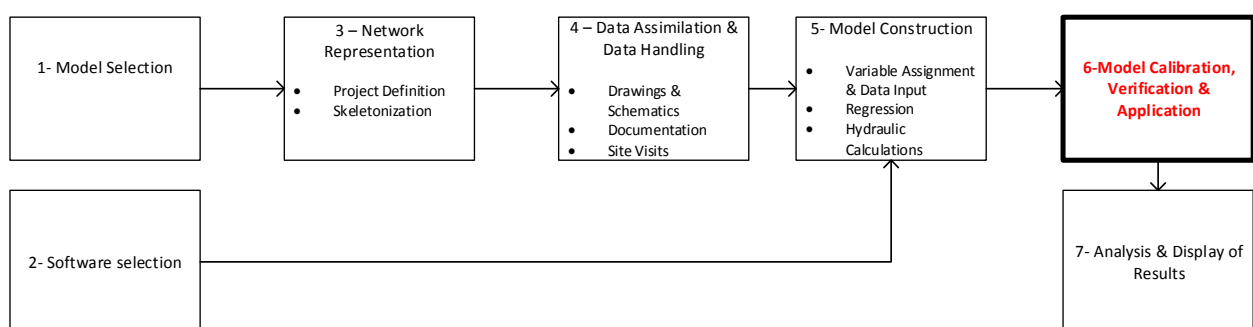 1- Model Selection
3 – Network
Representation
• Project Definition
• Skeletonization
4 – Data Assimilation &
Data Handling
• Drawings &
Schematics
• Documentation
• Site Visits
5- Model Construction
• Variable Assignment
& Data Input
• Regression
• Hydraulic
Calculations
6-Model Calibration,
Verification &
Application
2- Software selection
7- Analysis & Display of
Results